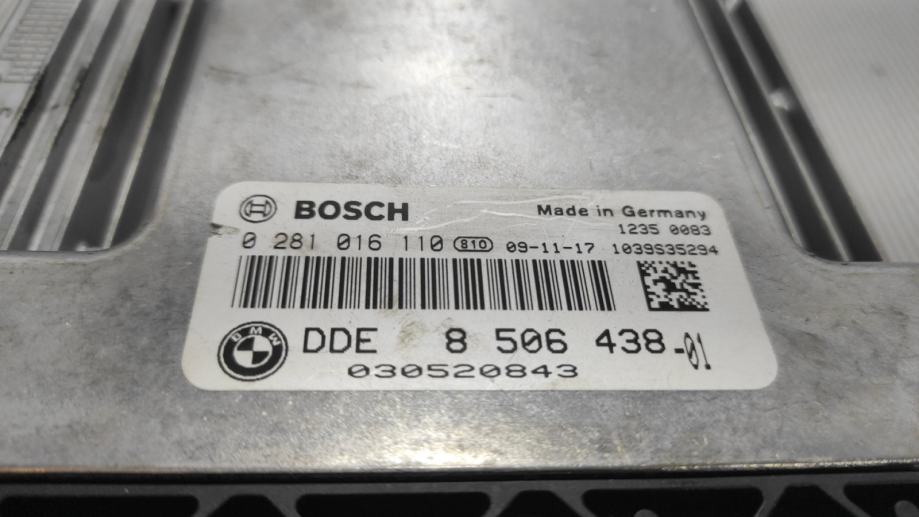 BOSCH Made in Germany
1235 0083
0 281 016 110 810 09-11-17 1039S35294
BMW DDE 8 506 438-01
030520843